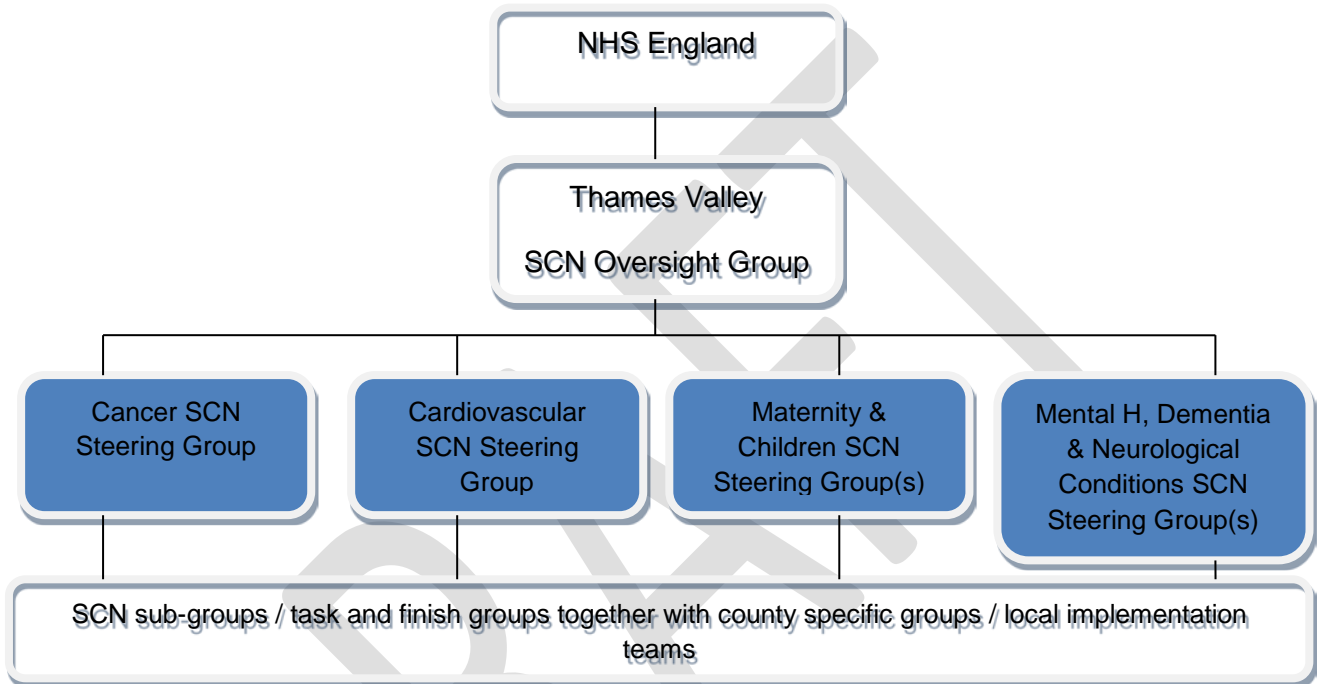 NHS England
Thames Valley
SCN Oversight Group
Cancer SCN
Steering Group
Cardiovascular
SCN Steering
Group
Maternity &
Children SCN
Steering Group(s)
Mental H, Dementia
& Neurological
Conditions SCN
Steering Group(s)
SCN sub-groups / task and finish groups together with county specific groups / local implementation
teams
DRAFT